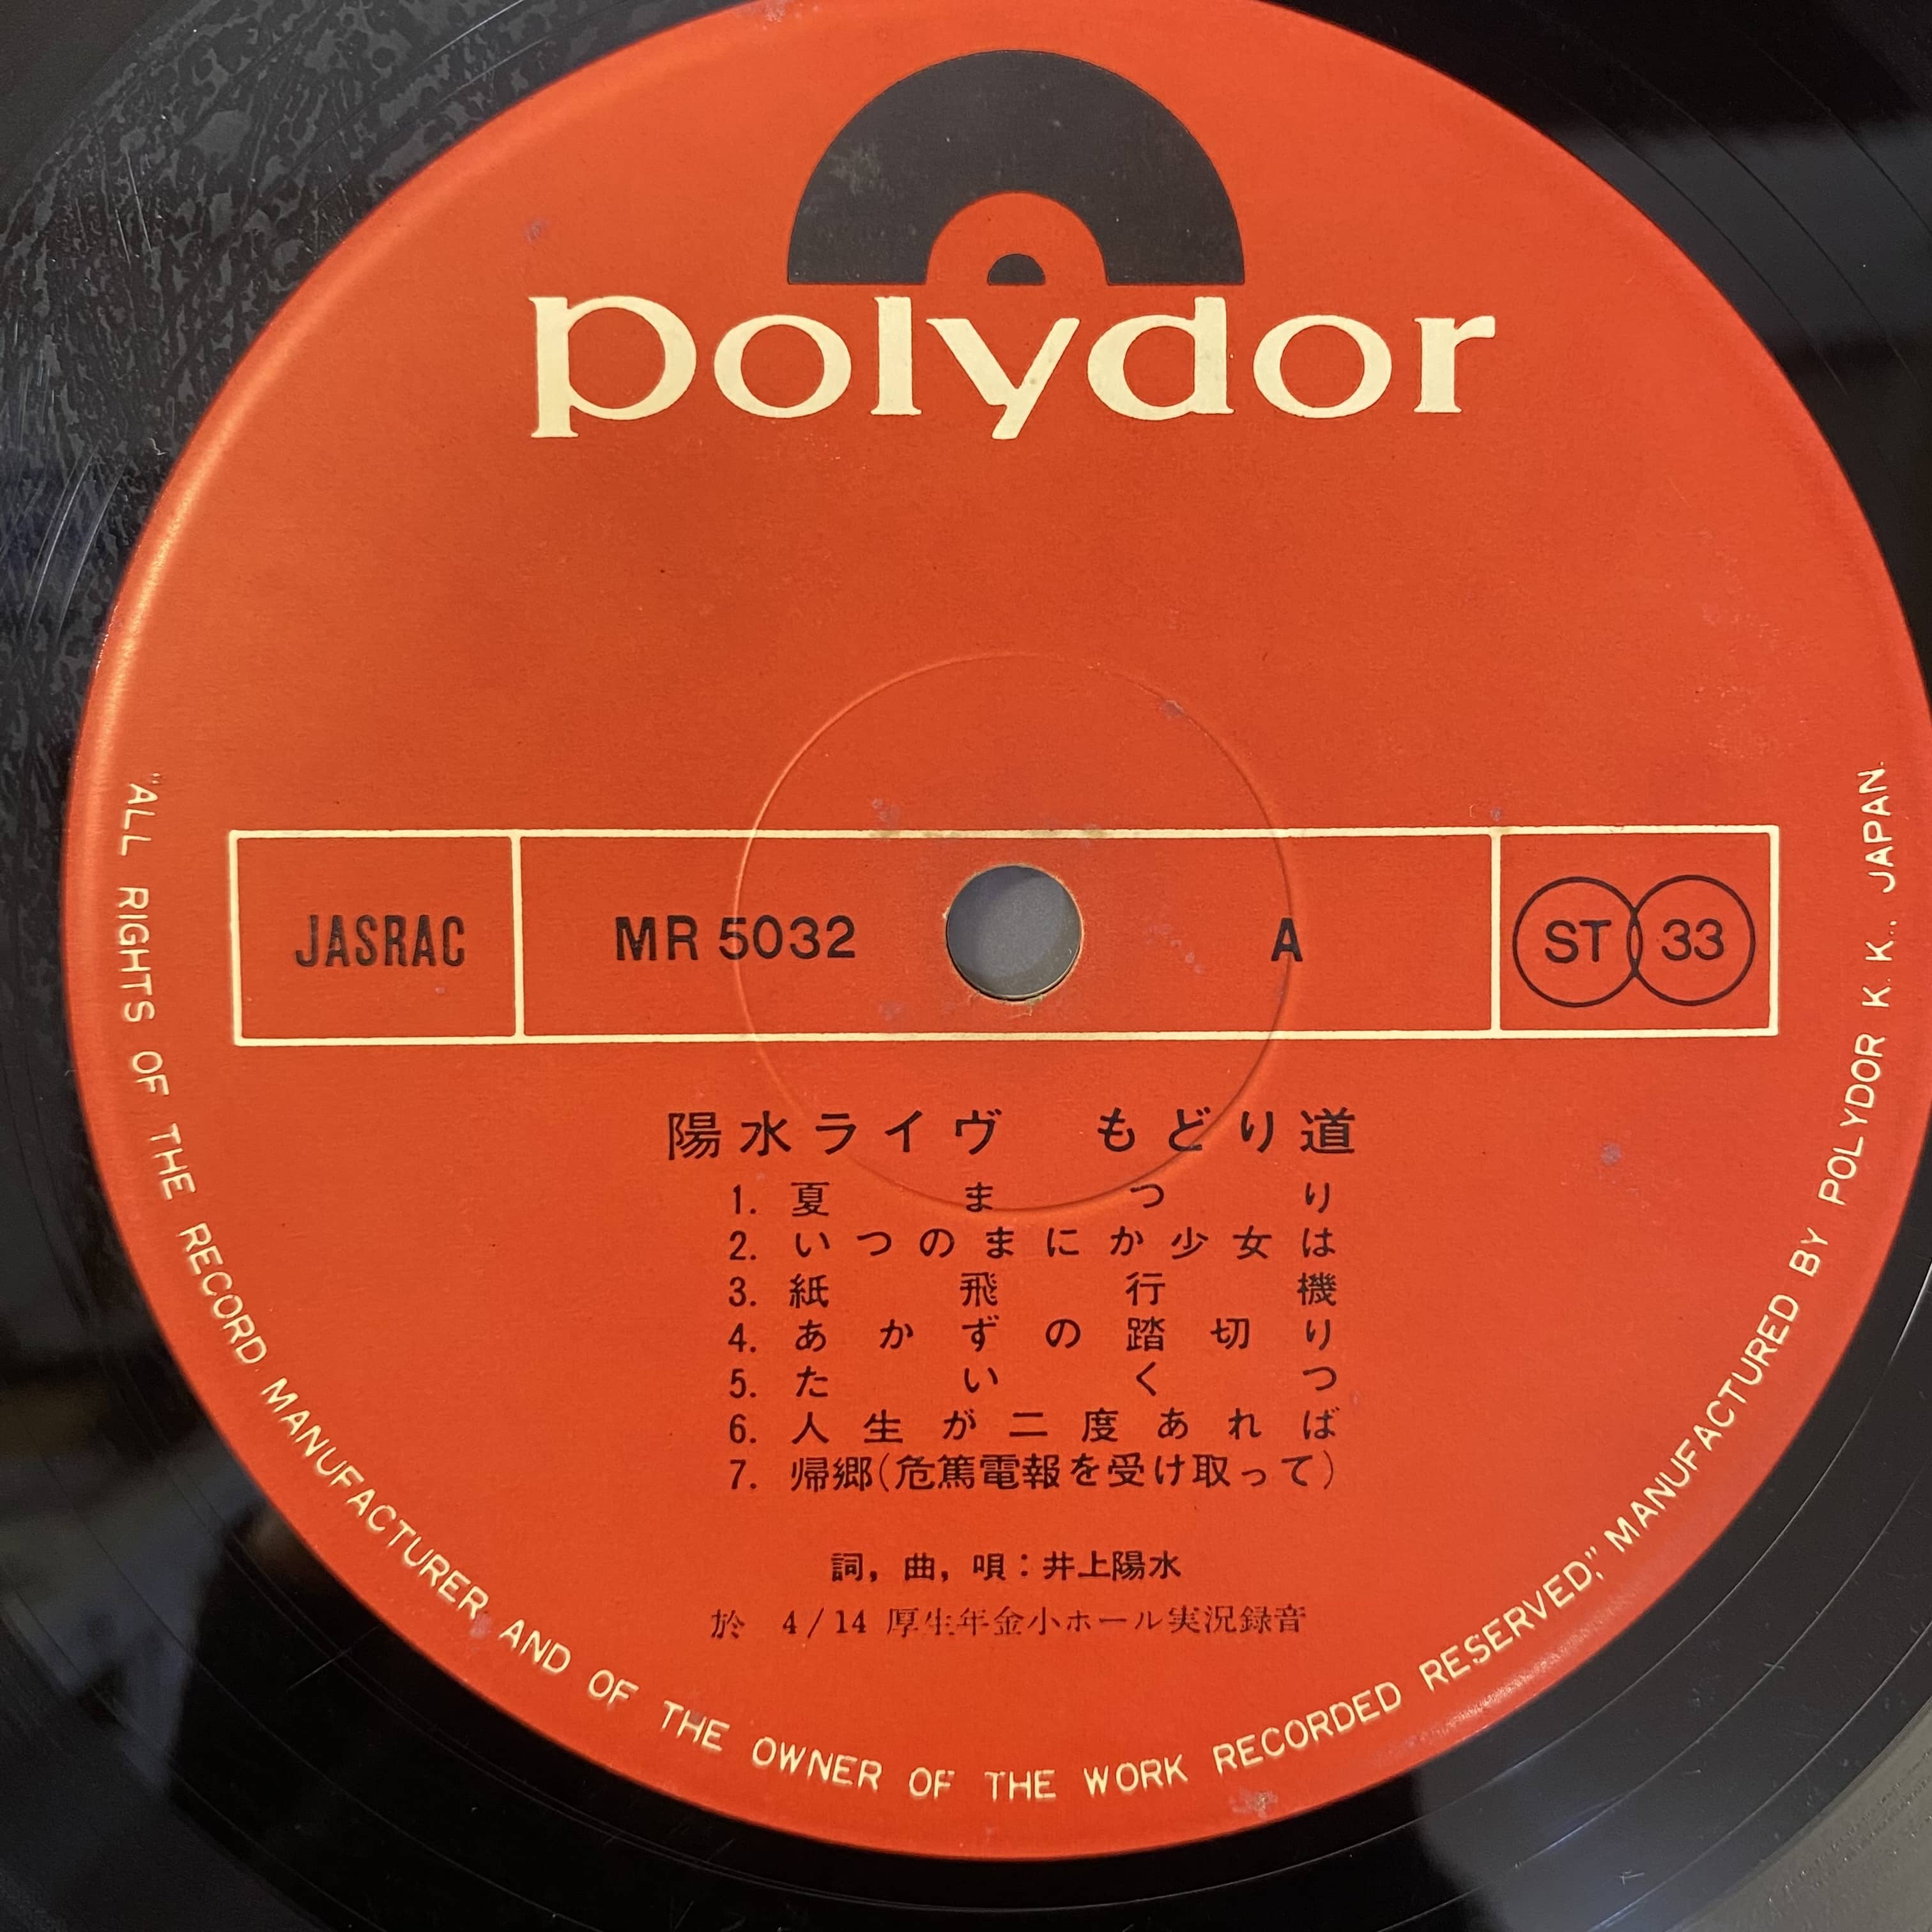 polydor
JASRAC
MR 5032
A
ST 33
陽水ライヴ もどり道
1. 夏まつり
2. いつのまにか少女は
3. 紙飛行機
4. あかずの踏切り
5. たいくつ
6. 人生が二度あれば
7. 帰郷(危篤電報を受け取って)
詞, 曲, 唄:井上陽水
於 4/14 厚生年金小ホール実況録音
"ALL RIGHTS OF THE RECORD MANUFACTURER AND OF THE OWNER OF THE WORK RECORDED RESERVED," MANUFACTURED BY POLYDOR K. K., JAPAN.